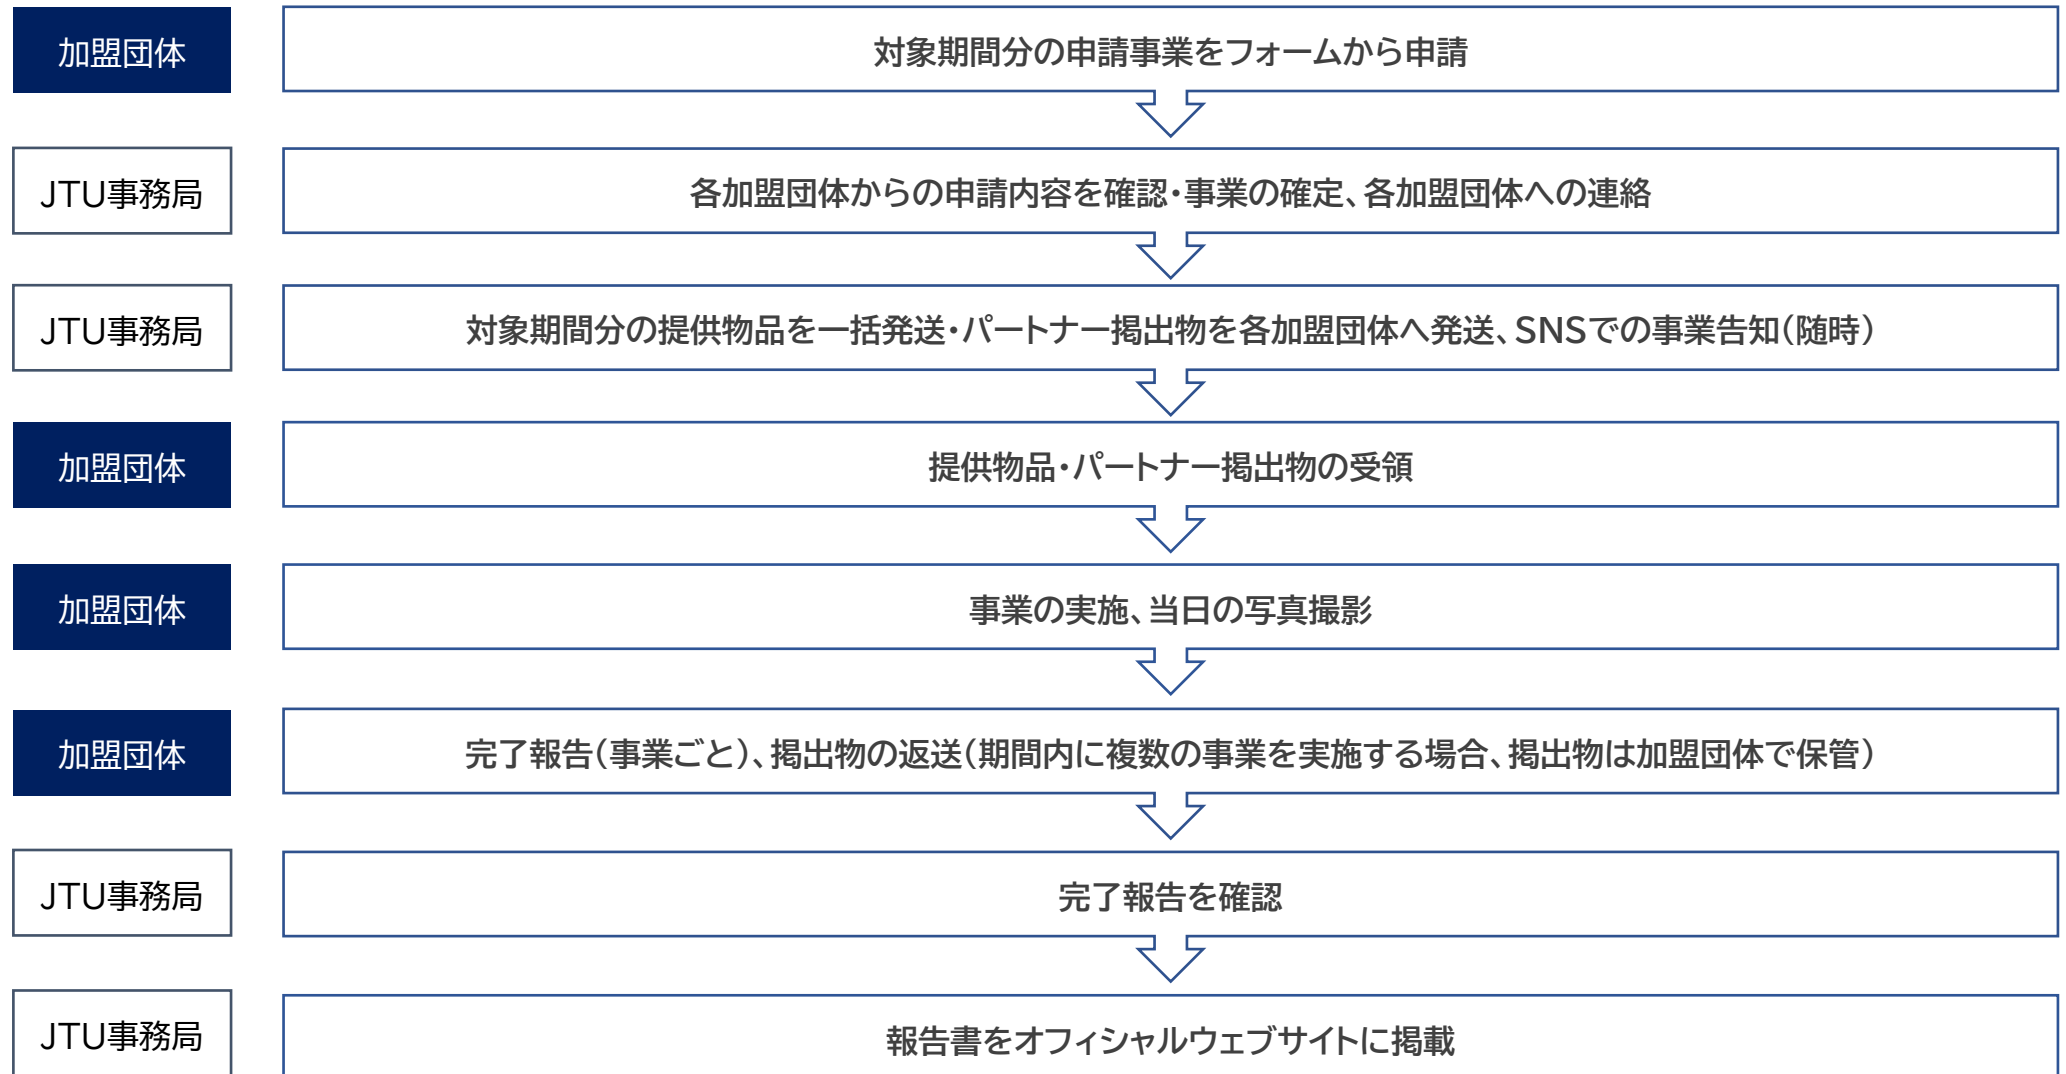 加盟団体
対象期間分の申請事業をフォームから申請
JTU事務局
各加盟団体からの申請内容を確認・事業の確定、各加盟団体への連絡
JTU事務局
対象期間分の提供物品を一括発送・パートナー掲出物を各加盟団体へ発送、SNSでの事業告知(随時)
加盟団体
提供物品・パートナー掲出物の受領
加盟団体
事業の実施、当日の写真撮影
加盟団体
完了報告(事業ごと)、掲出物の返送(期間内に複数の事業を実施する場合、掲出物は加盟団体で保管)
JTU事務局
完了報告を確認
JTU事務局
報告書をオフィシャルウェブサイトに掲載